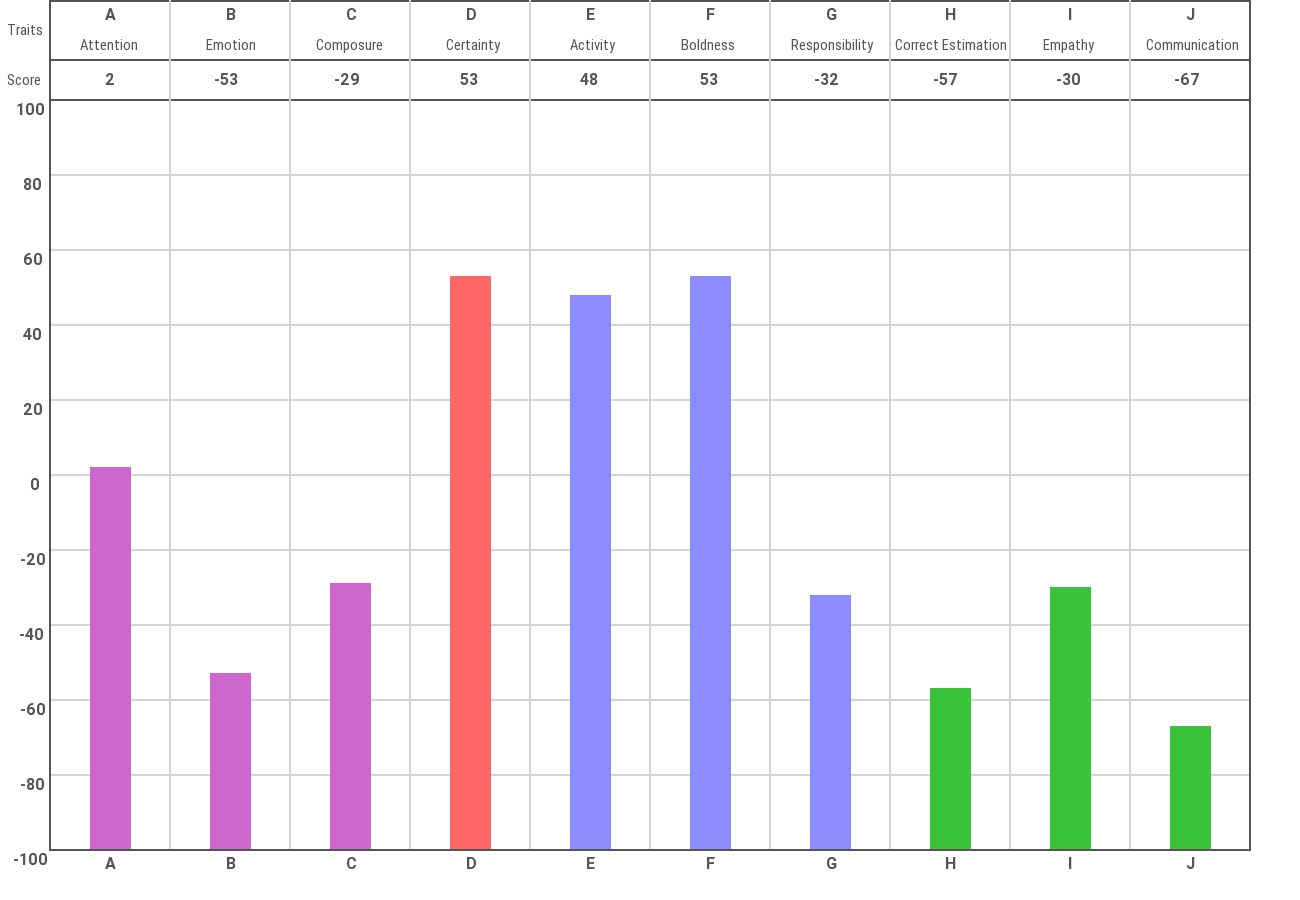 A B C D E F G H I J
Traits
Attention Emotion Composure Certainty Activity Boldness Responsibility Correct Estimation Empathy Communication
Score 2 -53 -29 53 48 53 -32 -57 -30 -67
100
80
60
40
20
0
-20
-40
-60
-80
-100
A B C D E F G H I J